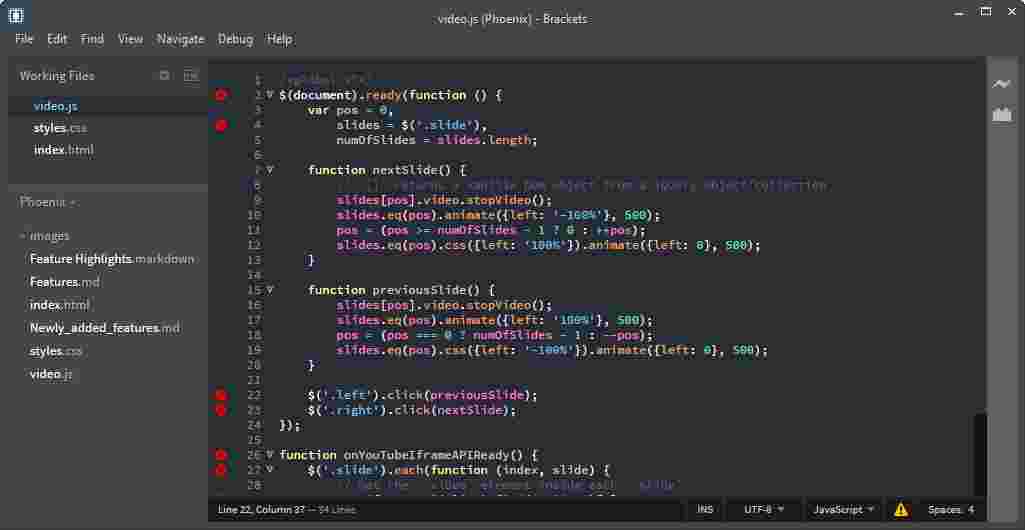 video.js (Phoenix) - Brackets
File Edit Find View Navigate Debug Help
Working Files
video.js
styles.css
index.html
Phoenix
images
Feature Highlights.markdown
Features.md
index.html
Newly_added_features.md
styles.css
video.js
1
2 $(document).ready(function () {
3 var pos = 0,
4 slides = $('.slide'),
5 numOfSlides = slides.length;
6
7 function nextSlide() {
8 returns a vanilla DOM object from a jQuery object/collection
9 slides[pos].video.stopVideo();
10 slides.eq(pos).animate({left: '-100%'}, 500);
11 pos = (pos >= numOfSlides - 1 ? 0 : ++pos);
12 slides.eq(pos).css({left: '100%'}).animate({left: 0}, 500);
13 }
14
15 function previousSlide() {
16 slides[pos].video.stopVideo();
17 slides.eq(pos).animate({left: '100%'}, 500);
18 pos = (pos === 0 ? numOfSlides - 1 : --pos);
19 slides.eq(pos).css({left: '-100%'}).animate({left: 0}, 500);
20 }
21
22 $('.left').click(previousSlide);
23 $('.right').click(nextSlide);
24 });
25
26 function onYouTubeIframeAPIReady() {
27 $('.slide').each(function (index, slide) {
28 element inside each
Line 22, Column 37 — 54 Lines INS UTF-8 JavaScript Spaces: 4